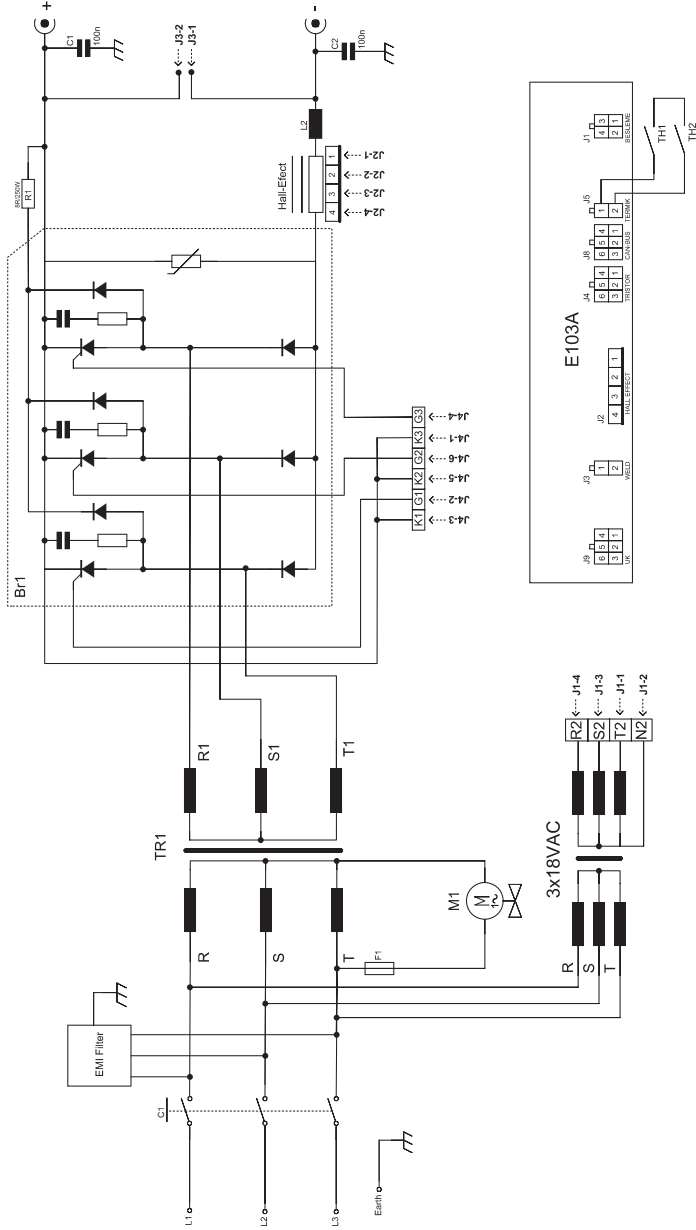 +
-
C1
100n
J3-2
J3-1
C2
100n
8R/250W
R1
L2
Hall-Efect
1
2
3
4
J2-1
J2-2
J2-3
J2-4
Br1
G3
K3
G2
K2
G1
K1
J4-4
J4-1
J4-6
J4-5
J4-2
J4-3
R1
S1
T1
TR1
R
S
T
M1
M
1~
F1
EMI Filter
C1
L1
L2
L3
Earth
3x18VAC
R
S
T
R2
S2
T2
N2
J1-4
J1-3
J1-1
J1-2
E103A
J9
6 5 4
3 2 1
UK
J3
1 2
WELD
J2
4 3 2 1
HALL EFFECT
J4
6 5 4
3 2 1
TRISTOR
J8
6 5 4
3 2 1
CAN-BUS
J5
1
2
TERMIK
J1
4 3
2 1
BESLEME
TH1
TH2